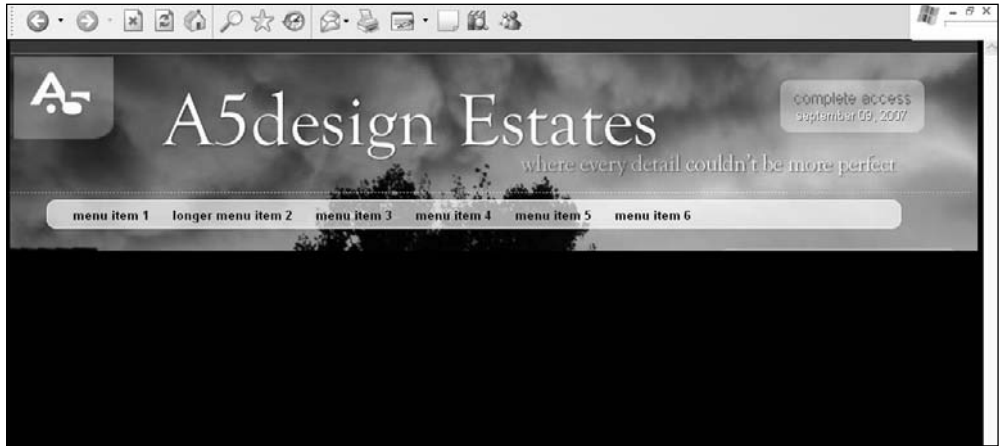 A5
A5design Estates
complete access
september 09, 2007
where every detail couldn't be more perfect
menu item 1 longer menu item 2 menu item 3 menu item 4 menu item 5 menu item 6